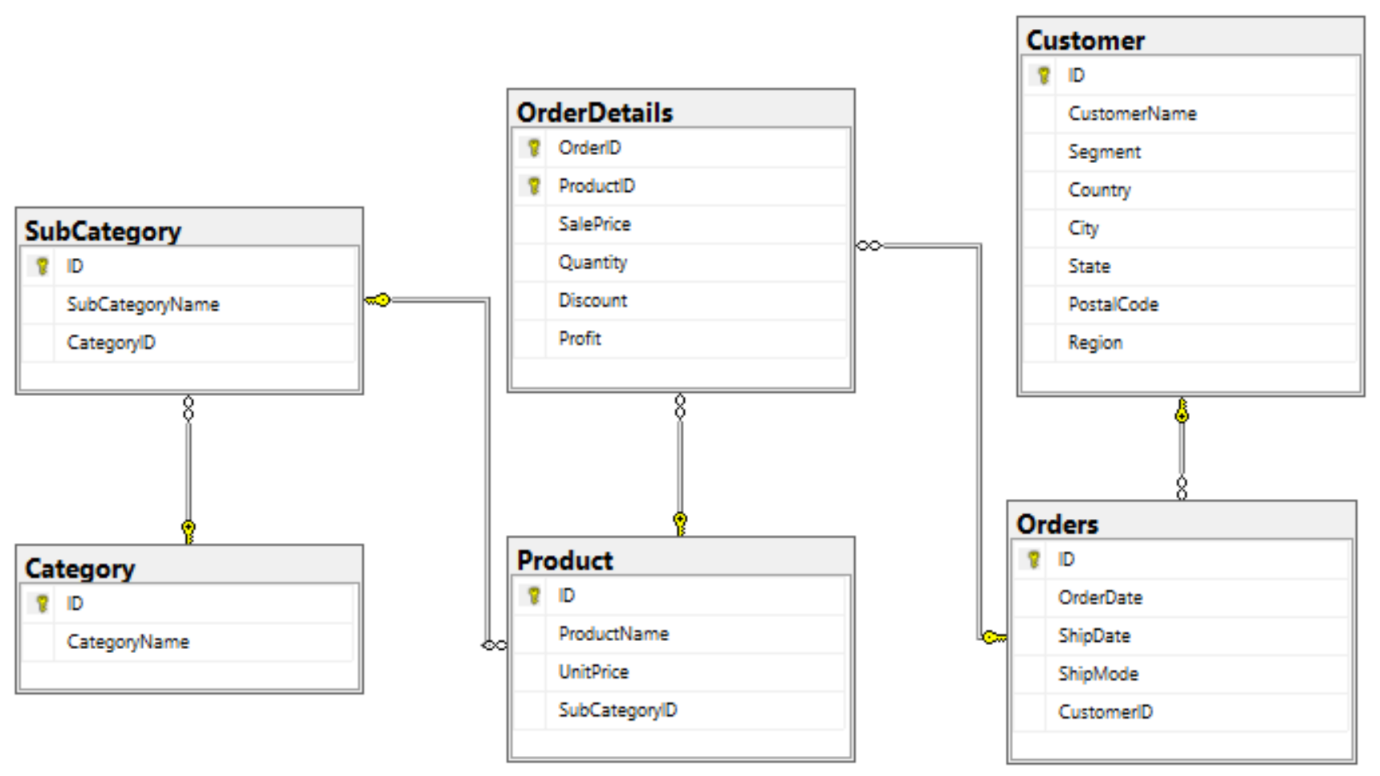 Customer
ID
CustomerName
Segment
Country
City
State
PostalCode
Region
OrderDetails
OrderID
ProductID
SalePrice
Quantity
Discount
Profit
SubCategory
ID
SubCategoryName
CategoryID
Category
ID
CategoryName
Product
ID
ProductName
UnitPrice
SubCategoryID
Orders
ID
OrderDate
ShipDate
ShipMode
CustomerID